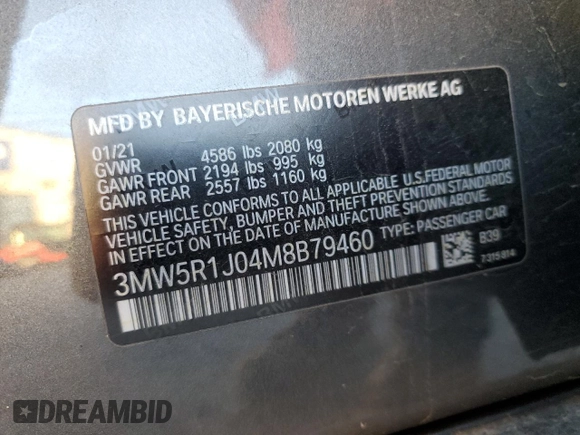 MFD BY BAYERISCHE MOTOREN WERKE AG
01/21
GVWR 4586 lbs 2080 kg
GAWR FRONT 2194 lbs 995 kg
GAWR REAR 2557 lbs 1160 kg
THIS VEHICLE CONFORMS TO ALL APPLICABLE U.S.FEDERAL MOTOR
VEHICLE SAFETY, BUMPER AND THEFT PREVENTION STANDARDS
IN EFFECT ON THE DATE OF MANUFACTURE SHOWN ABOVE.
3MW5R1J04M8B79460 TYPE: PASSENGER CAR
B39
7315814
DREAMBID